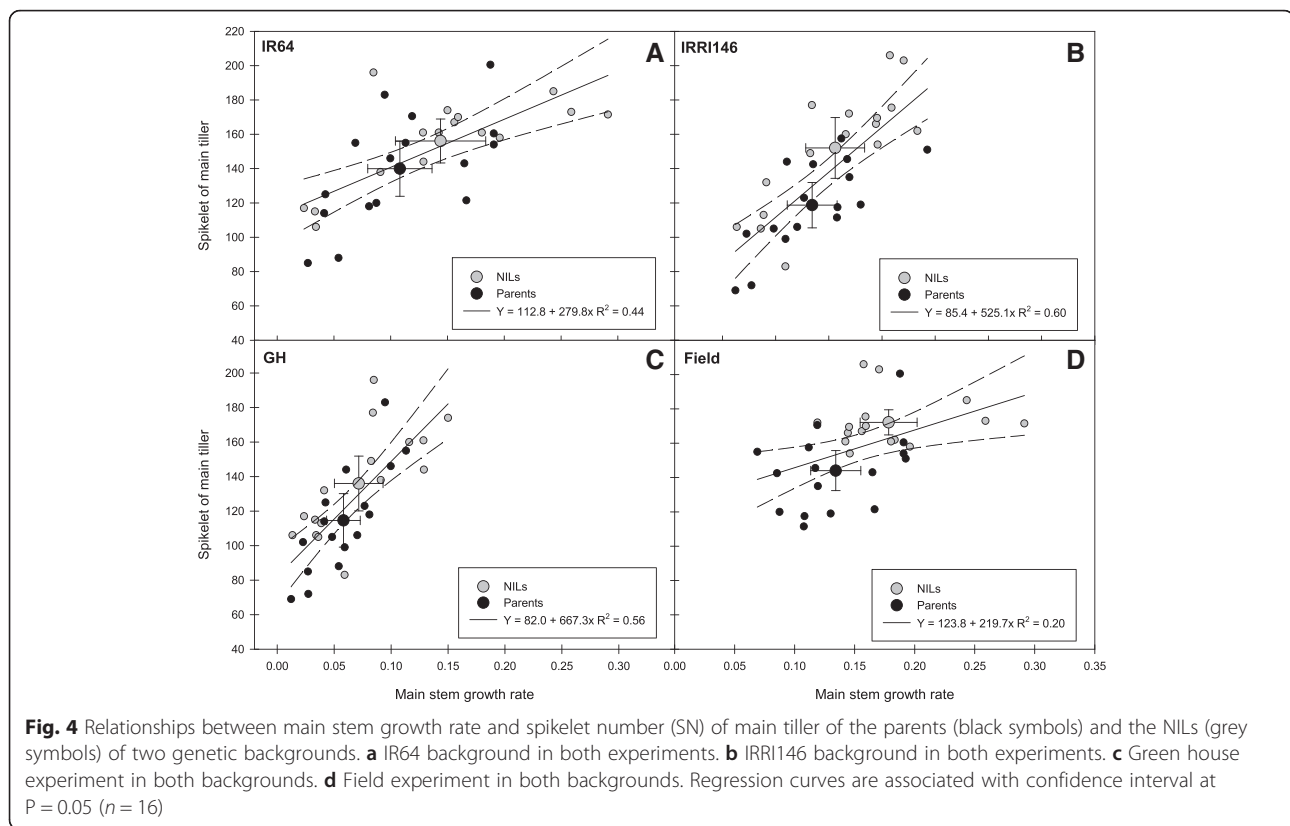 IR64
A
IRRI146
B
220
200
180
160
140
120
100
80
60
40
Spikelet of main tiller
NILs
Parents
Y = 112.8 + 279.8x R² = 0.44
NILs
Parents
Y = 85.4 + 525.1x R² = 0.60
GH
C
Field
D
200
180
160
140
120
100
80
60
40
Spikelet of main tiller
NILs
Parents
Y = 82.0 + 667.3x R² = 0.56
NILs
Parents
Y = 123.8 + 219.7x R² = 0.20
0.00 0.05 0.10 0.15 0.20 0.25 0.30 0.00 0.05 0.10 0.15 0.20 0.25 0.30 0.35
Main stem growth rate
Main stem growth rate
Fig. 4 Relationships between main stem growth rate and spikelet number (SN) of main tiller of the parents (black symbols) and the NILs (grey
symbols) of two genetic backgrounds. a IR64 background in both experiments. b IRRI146 background in both experiments. c Green house
experiment in both backgrounds. d Field experiment in both backgrounds. Regression curves are associated with confidence interval at
P = 0.05 (n = 16)